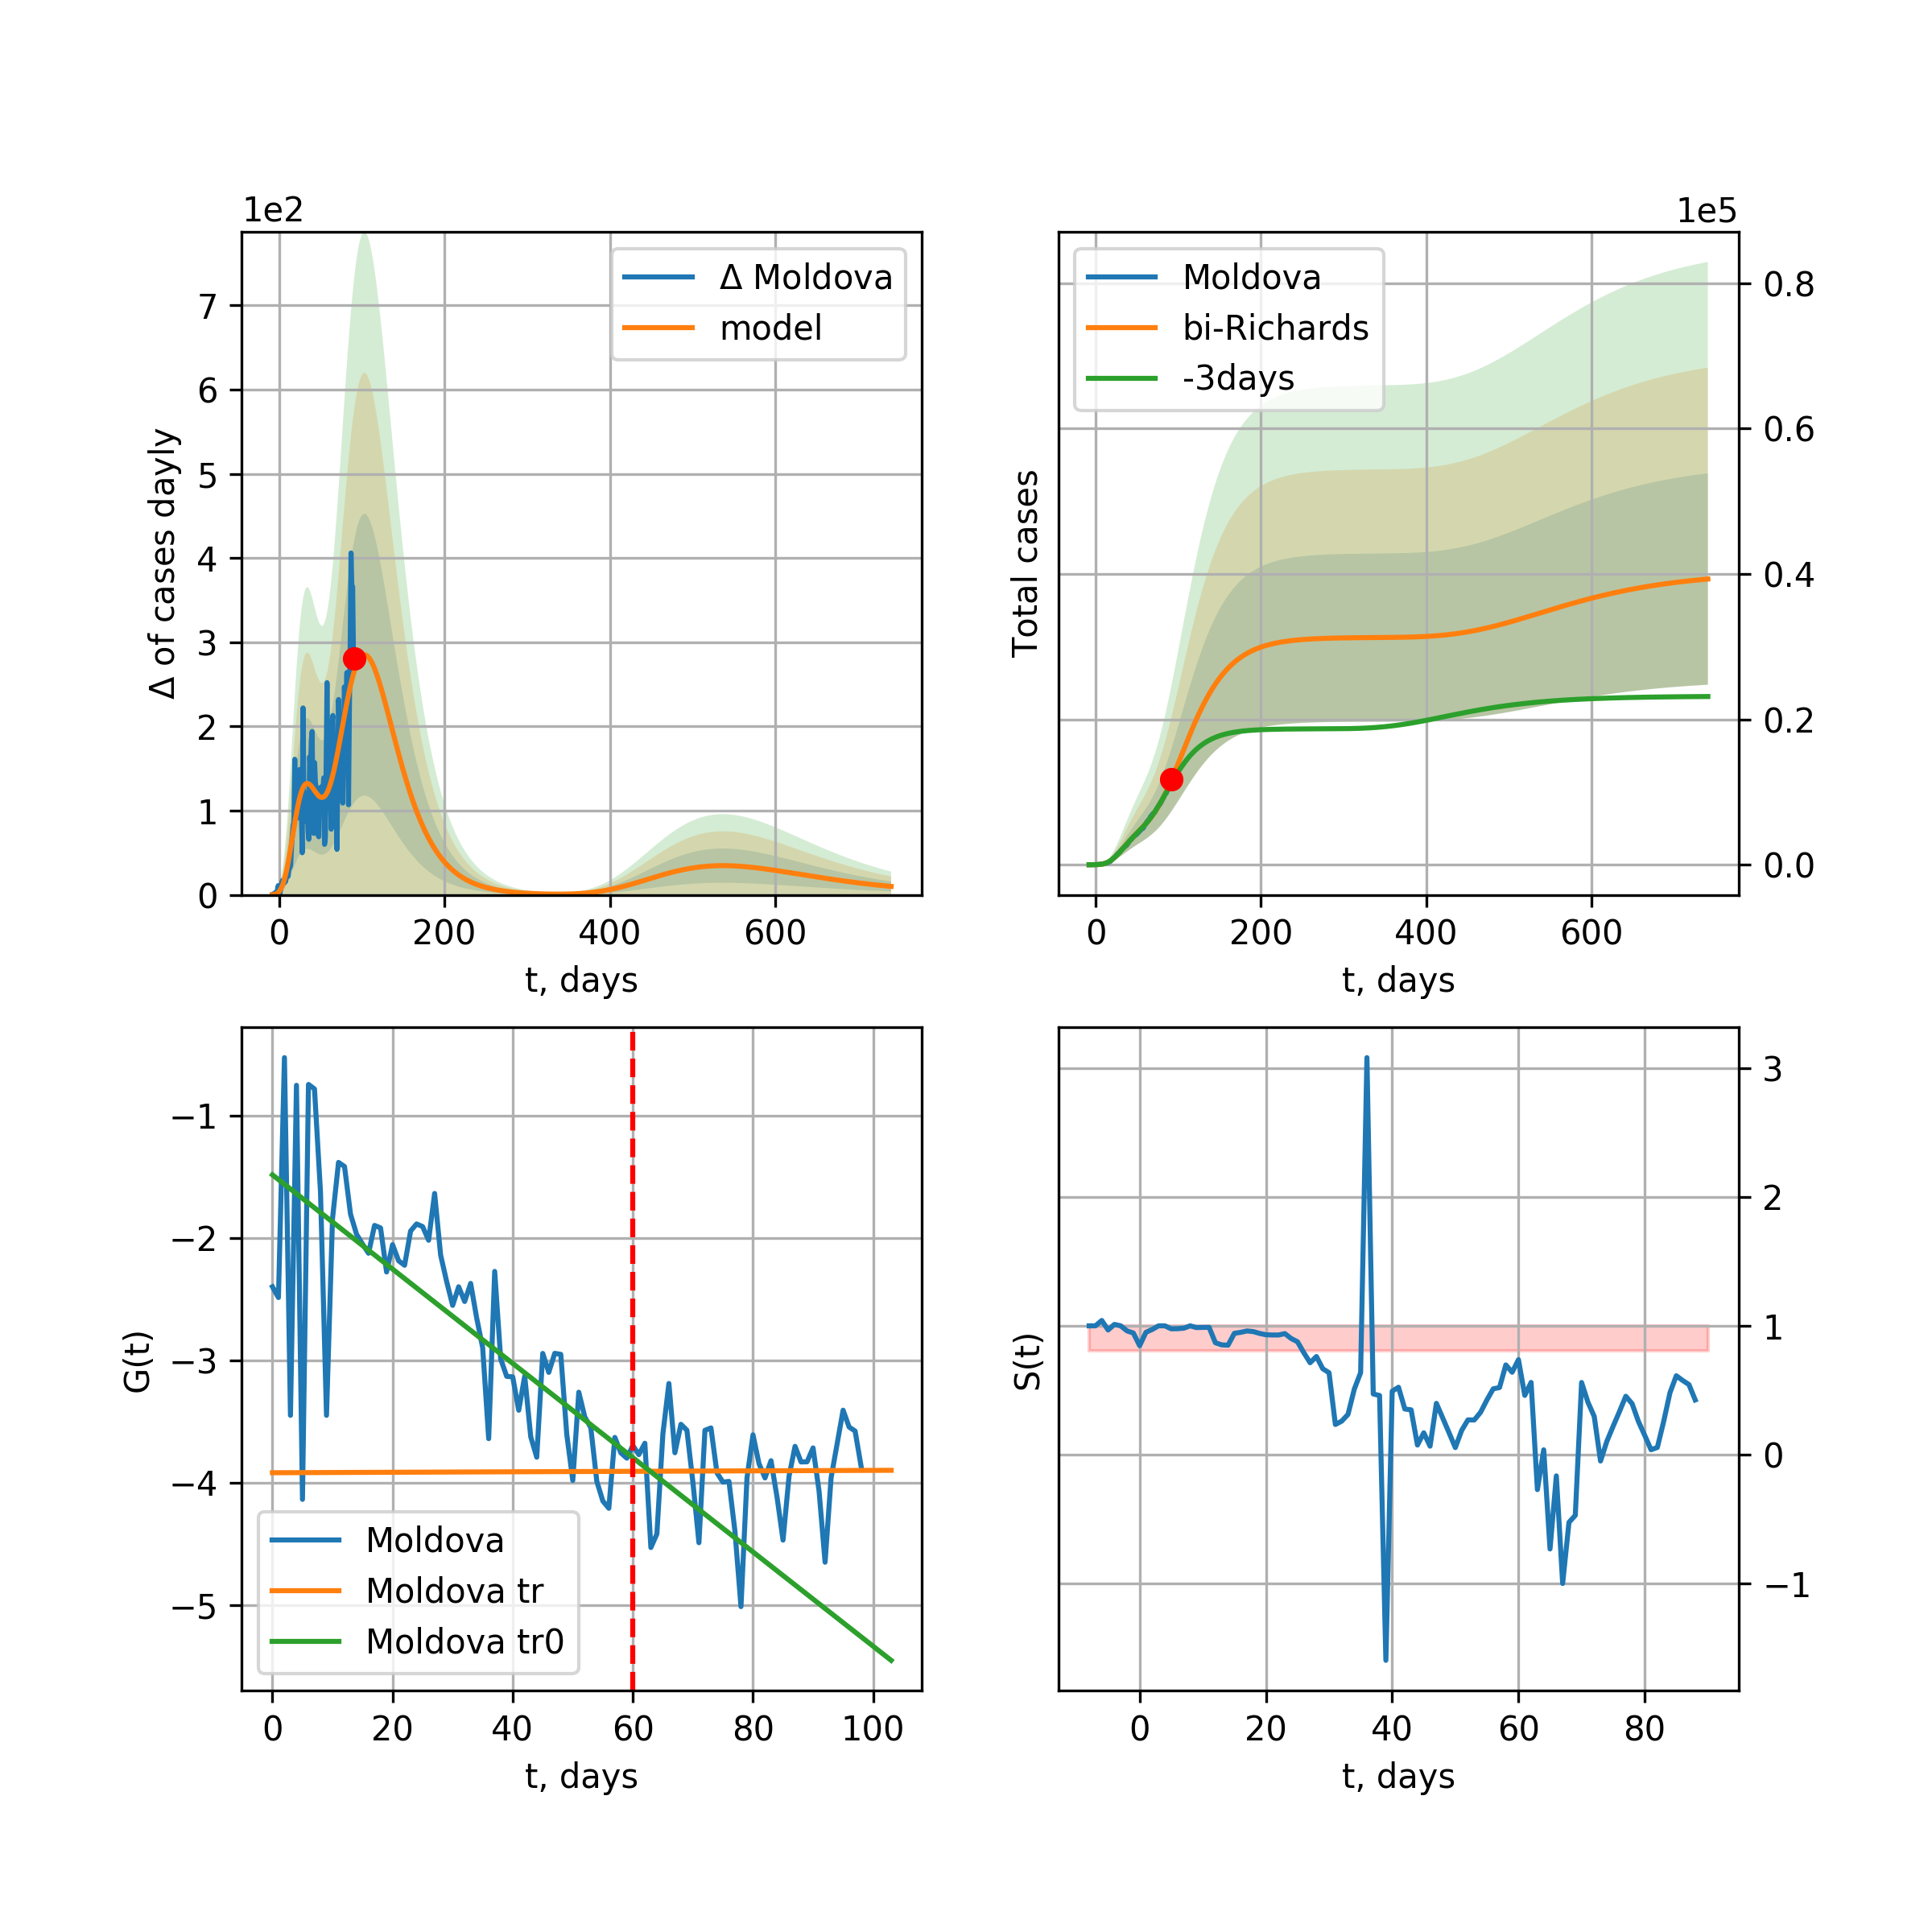 1e2
Δ of cases dayly
7
6
5
4
3
2
1
0
Δ Moldova
model
0 200 400 600
t, days
1e5
Total cases
Moldova
bi-Richards
-3days
0.8
0.6
0.4
0.2
0.0
0 200 400 600
t, days
G(t)
−1
−2
−3
−4
−5
Moldova
Moldova tr
Moldova tr0
0 20 40 60 80 100
t, days
S(t)
3
2
1
0
−1
0 20 40 60 80
t, days